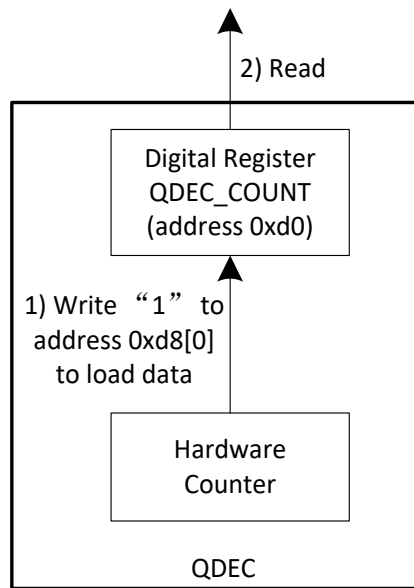 2) Read
Digital Register
QDEC_COUNT
(address 0xd0)
1) Write “1” to
address 0xd8[0]
to load data
Hardware
Counter
QDEC